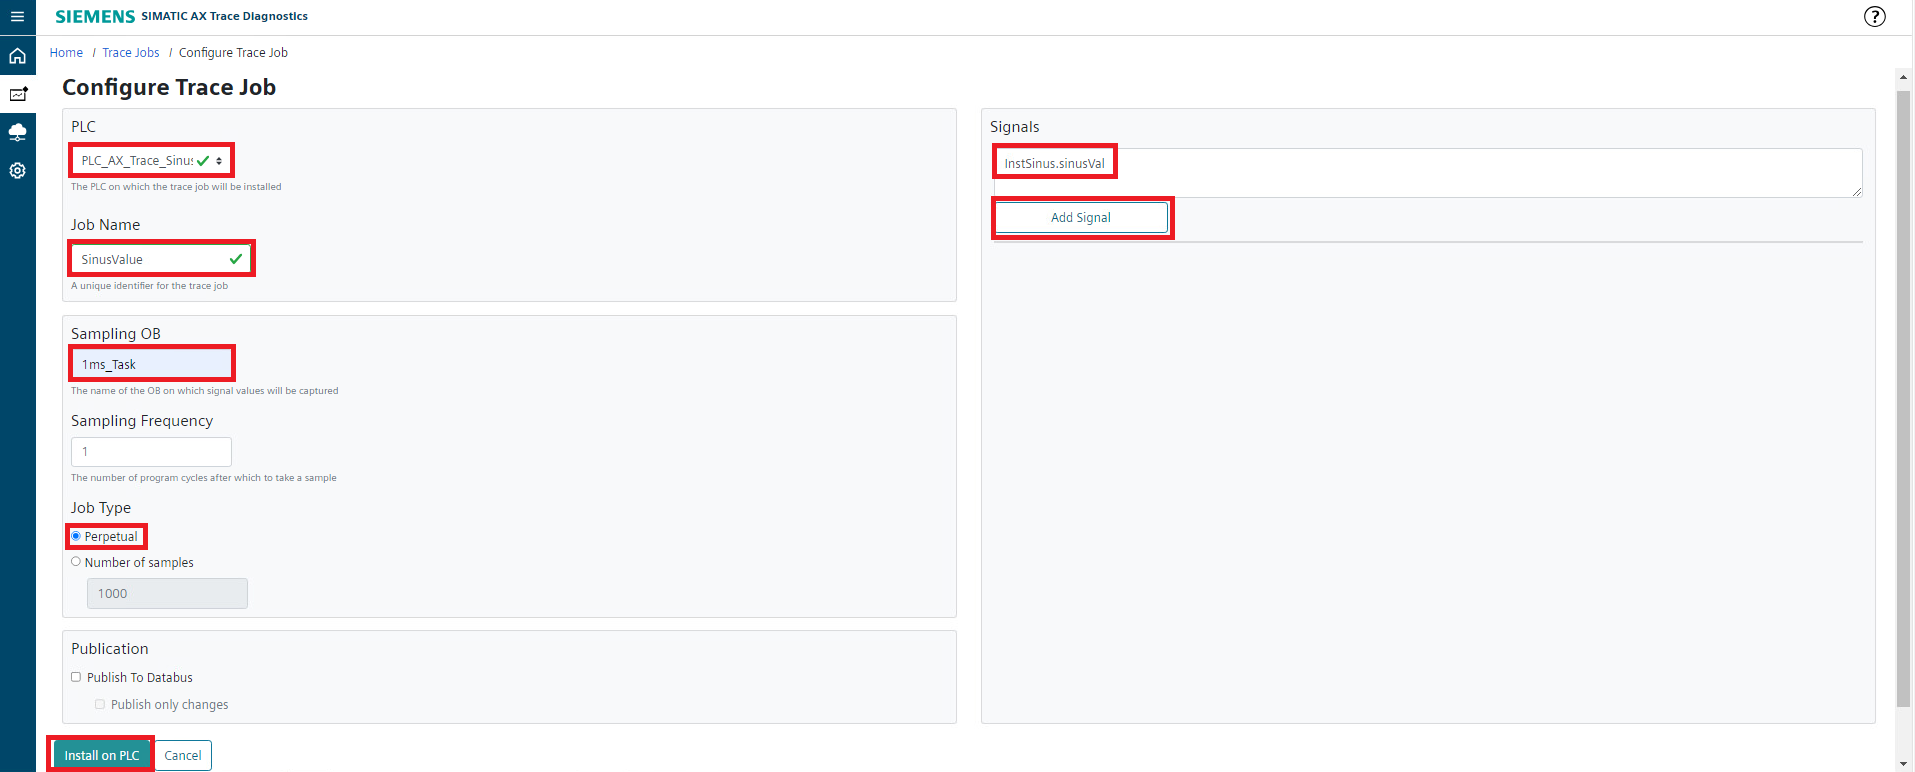 SIEMENS SIMATIC AX Trace Diagnostics
?
Home / Trace Jobs / Configure Trace Job
Configure Trace Job
PLC
PLC_AX_Trace_Sinus
The PLC on which the trace job will be installed
Job Name
SinusValue
A unique identifier for the trace job
Sampling OB
1ms_Task
The name of the OB on which signal values will be captured
Sampling Frequency
1
The number of program cycles after which to take a sample
Job Type
Perpetual
Number of samples
1000
Publication
Publish To Databus
Publish only changes
Install on PLC
Cancel
Signals
InstSinus.sinusVal
Add Signal